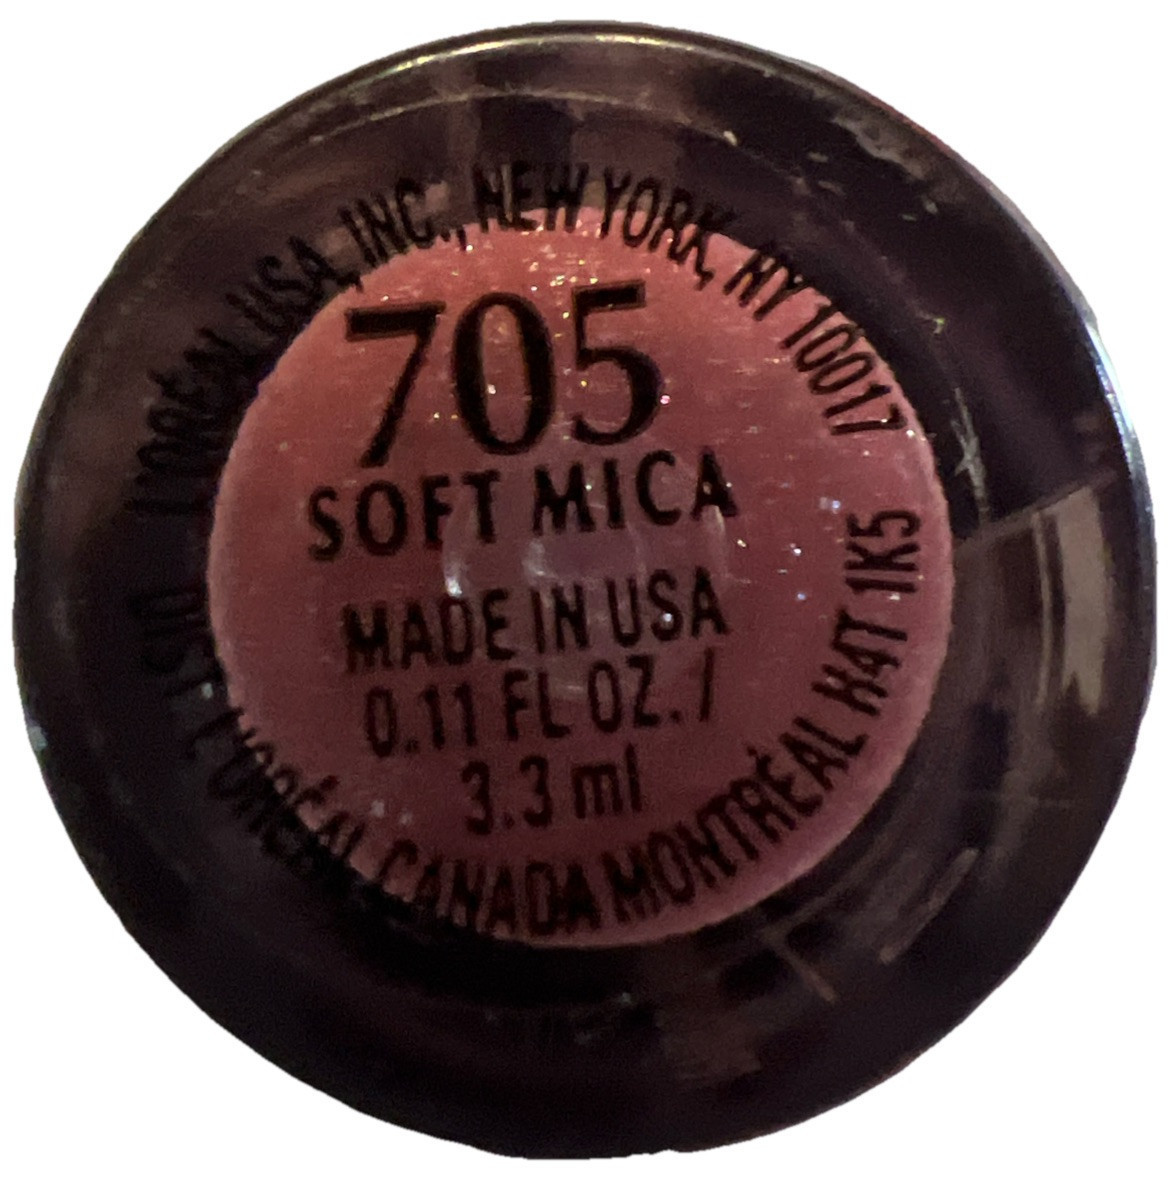 L'ORÉAL USA, INC., NEW YORK, NY 10017
705
SOFT MICA
MADE IN USA
0.11 FL OZ. /
3.3 ml
L'ORÉAL CANADA MONTRÉAL H4T 1K5